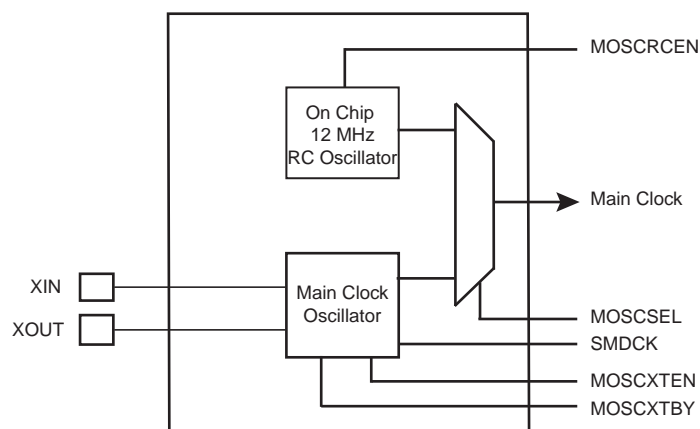 MOSCRCEN
On Chip
12 MHz
RC Oscillator
Main Clock
XIN
Main Clock
Oscillator
XOUT
MOSCSEL
SMDCK
MOSCXTEN
MOSCXTBY